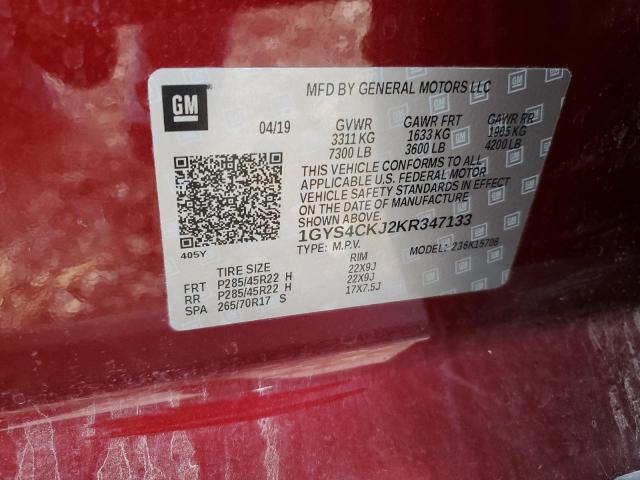 GM
MFD BY GENERAL MOTORS LLC
04/19 GVWR GAWR FRT GAWR RR
3311 KG 1633 KG 1905 KG
7300 LB 3600 LB 4200 LB
THIS VEHICLE CONFORMS TO ALL
APPLICABLE U.S. FEDERAL MOTOR
VEHICLE SAFETY STANDARDS IN EFFECT
ON THE DATE OF MANUFACTURE
SHOWN ABOVE.
1GYS4CKJ2KR347133
405Y TYPE: M.P.V. MODEL: 236K15706
TIRE SIZE RIM
FRT P285/45R22 H 22X9J
RR P285/45R22 H 22X9J
SPA 265/70R17 S 17X7.5J